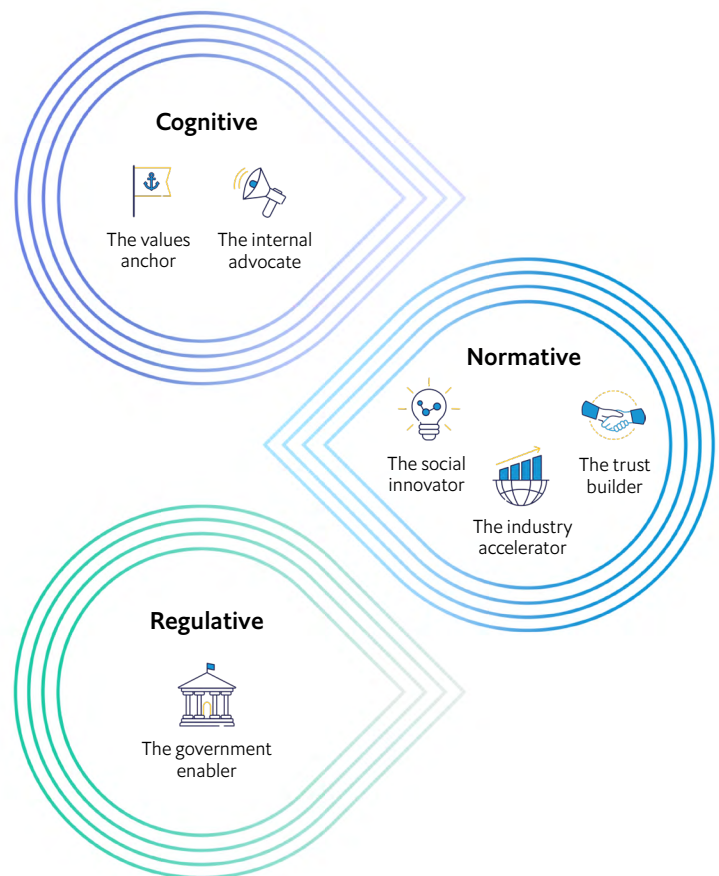 Cognitive
The values
anchor
The internal
advocate
Normative
The social
innovator
The industry
accelerator
The trust
builder
Regulative
The government
enabler